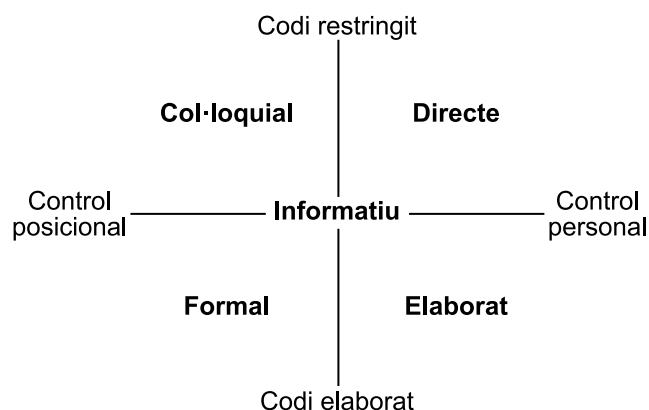 Codi restringit
Col·loquial
Directe
Control
posicional
Informatiu
Control
personal
Formal
Elaborat
Codi elaborat